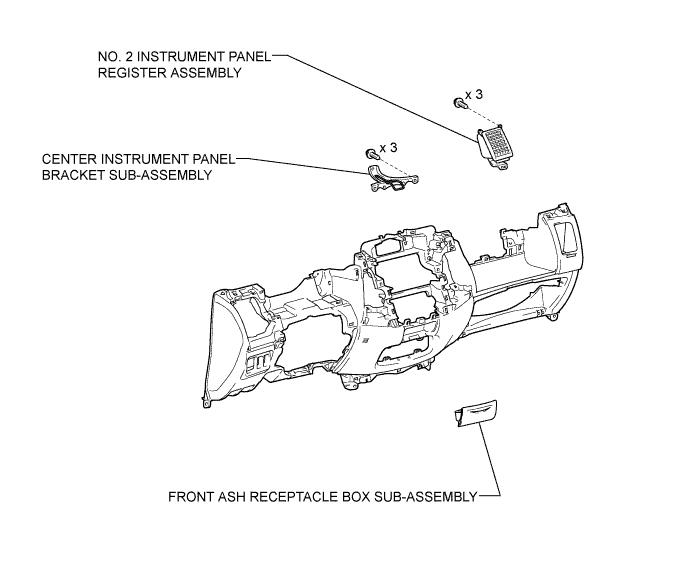 NO. 2 INSTRUMENT PANEL
REGISTER ASSEMBLY
x 3
x 3
CENTER INSTRUMENT PANEL
BRACKET SUB-ASSEMBLY
FRONT ASH RECEPTACLE BOX SUB-ASSEMBLY